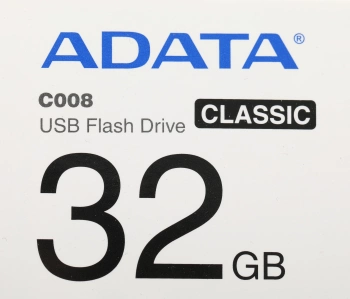 ADATA®
C008
USB Flash Drive CLASSIC
32 GB